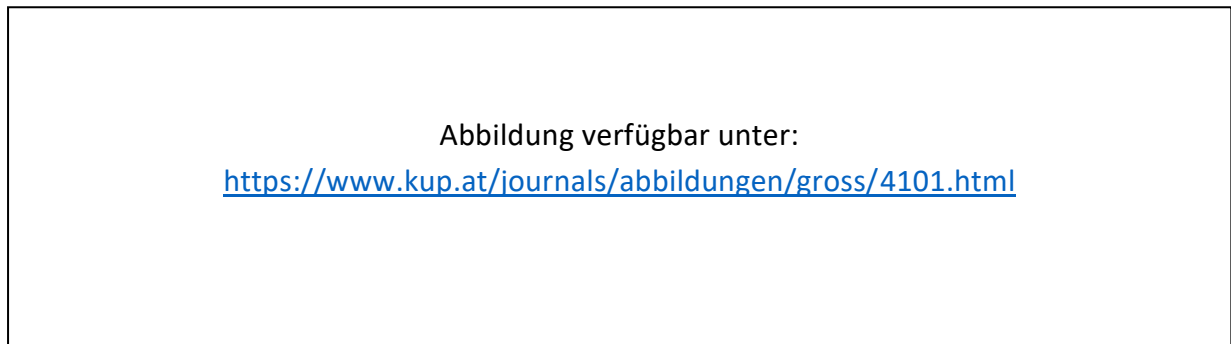 Abbildung verfügbar unter:
https://www.kup.at/journals/abbildungen/gross/4101.html